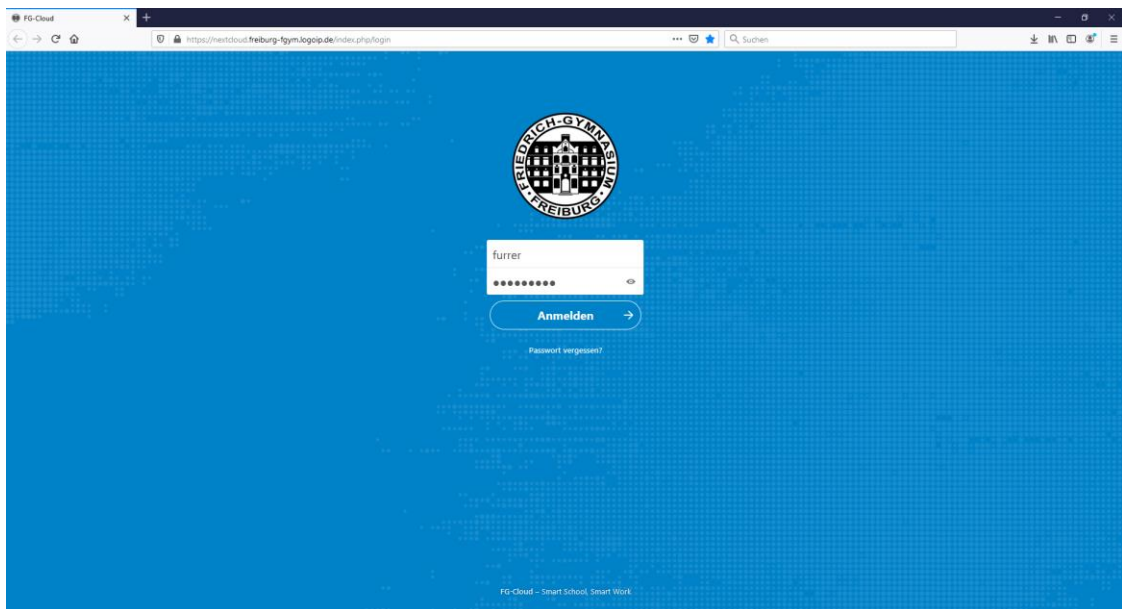 FG-Cloud
https://nextcloud.freiburg-fgym.logoip.de/index.php/login
Suchen
FRIEDRICH-GYMNASIUM
FREIBURG
furrer
Anmelden
Passwort vergessen?
FG-Cloud – Smart School, Smart Work